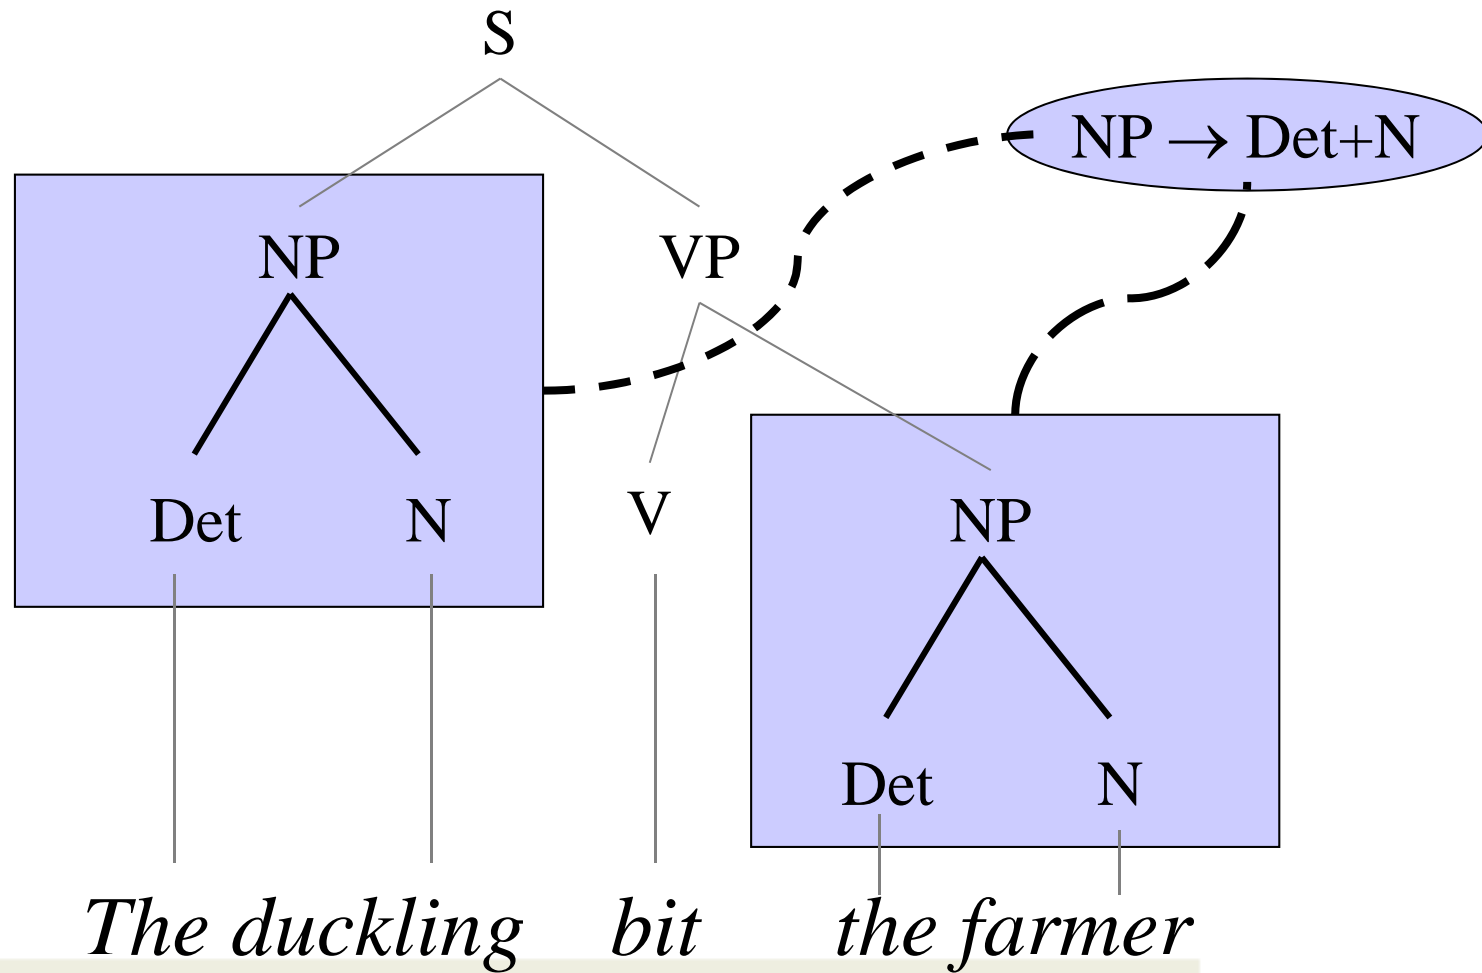 S
NP → Det+N
NP VP
Det N V NP
Det N
The duckling bit the farmer